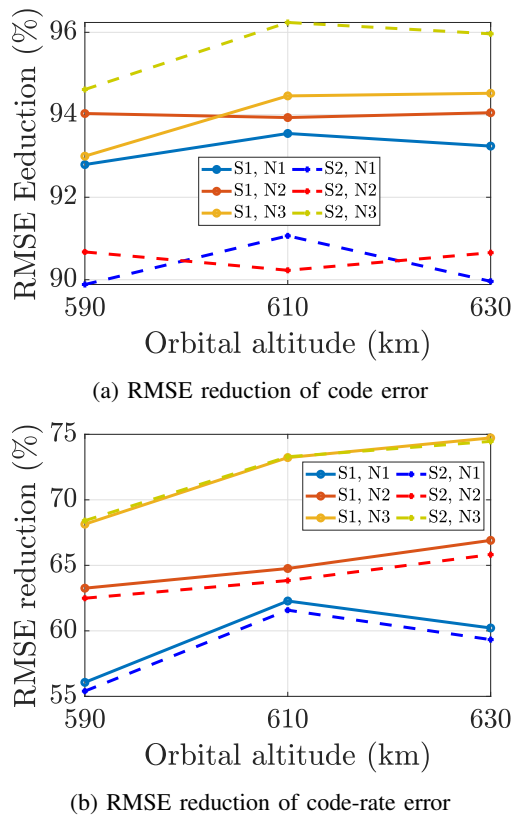 96
94
92
90
RMSE Eeduction (%)
S1, N1 S2, N1
S1, N2 S2, N2
S1, N3 S2, N3
590 610 630
Orbital altitude (km)
(a) RMSE reduction of code error
75
70
65
60
55
RMSE reduction (%)
S1, N1 S2, N1
S1, N2 S2, N2
S1, N3 S2, N3
590 610 630
Orbital altitude (km)
(b) RMSE reduction of code-rate error